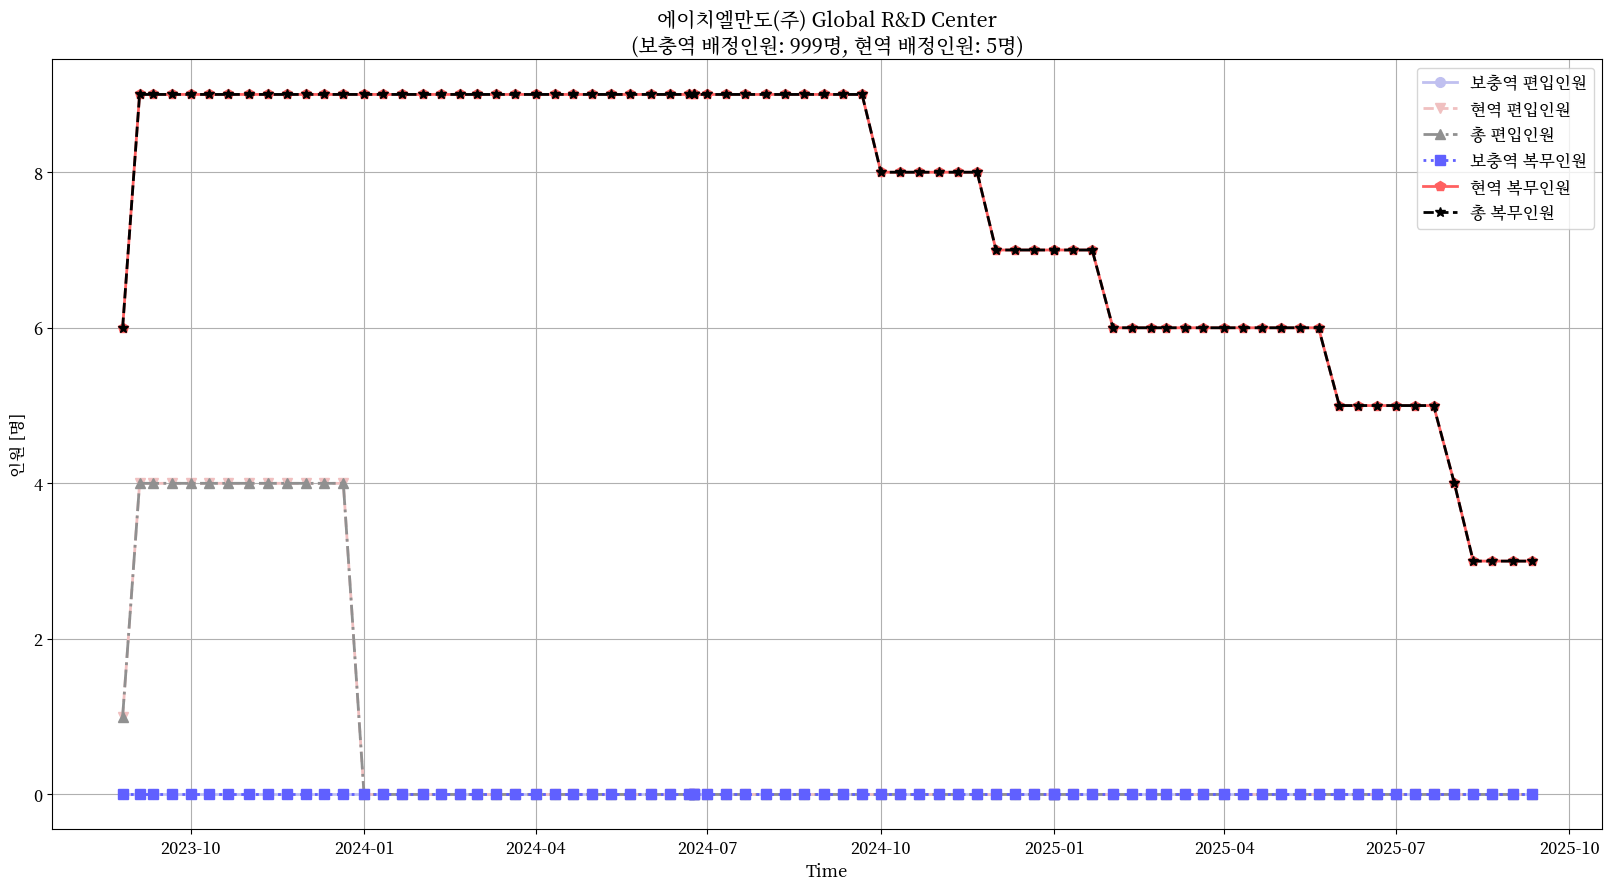 에이치엘만도(주) Global R&D Center
(보충역 배정인원: 999명, 현역 배정인원: 5명)
보충역 편입인원
현역 편입인원
총 편입인원
보충역 복무인원
현역 복무인원
총 복무인원
인원 [명]
8
6
4
2
0
2023-10
2024-01
2024-04
2024-07
2024-10
2025-01
2025-04
2025-07
2025-10
Time